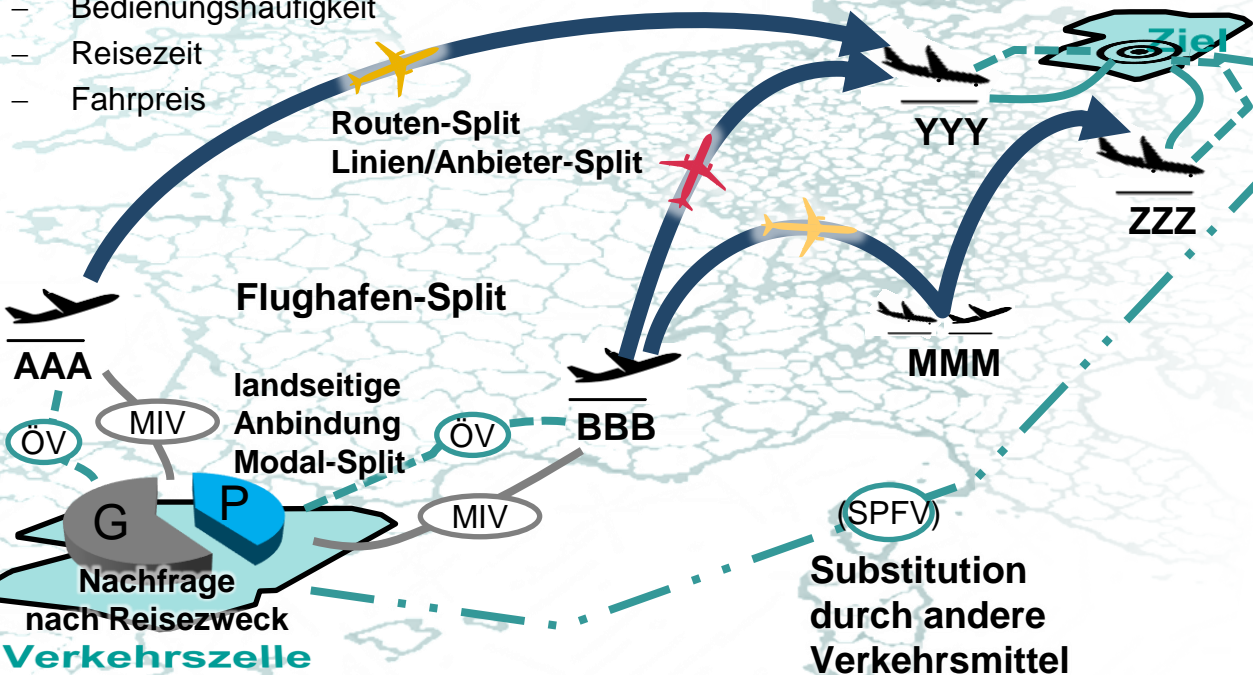 – Bedienungshäufigkeit
– Reisezeit
– Fahrpreis
Ziel
Routen-Split
Linien/Anbieter-Split
YYY
ZZZ
Flughafen-Split
AAA
MMM
landseitige
Anbindung
Modal-Split
BBB
ÖV
MIV
ÖV
MIV
G
P
(SPFV)
Nachfrage
nach Reisezweck
Verkehrszelle
Substitution
durch andere
Verkehrsmittel